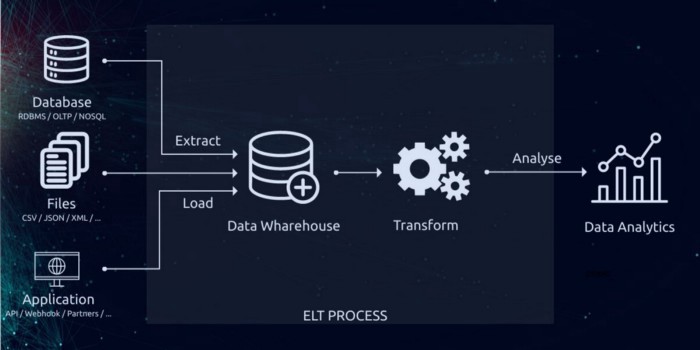 Database
RDBMS / OLTP / NOSQL
Extract
Files
CSV / JSON / XML / ...
Load
Application
API / Webhook / Partners / ...
Data Wharehouse
Transform
Analyse
Data Analytics
ELT PROCESS